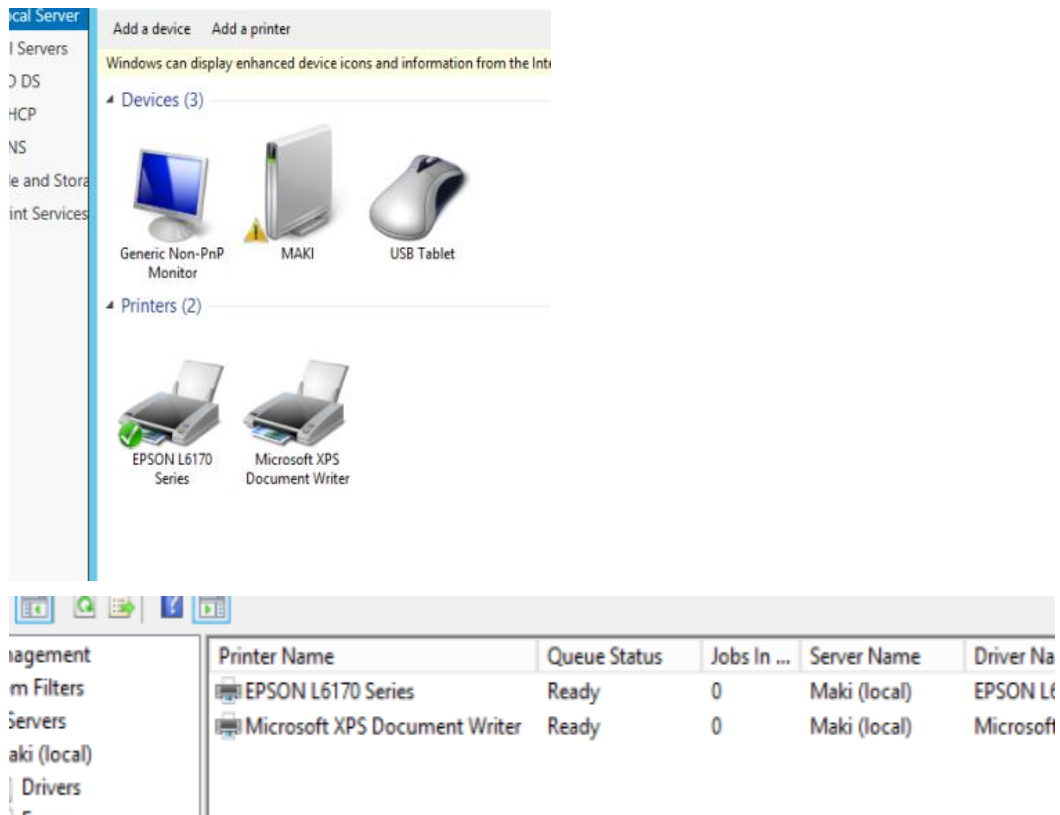 ocal Server
l Servers
D DS
HCP
NS
le and Stora
int Services
Add a device Add a printer
Windows can display enhanced device icons and information from the Inte
Devices (3)
Generic Non-PnP
Monitor
MAKI
USB Tablet
Printers (2)
EPSON L6170
Series
Microsoft XPS
Document Writer
nagement
m Filters
Servers
aki (local)
Drivers
Printer Name Queue Status Jobs In ... Server Name Driver Na
EPSON L6170 Series Ready 0 Maki (local) EPSON L6
Microsoft XPS Document Writer Ready 0 Maki (local) Microsoft